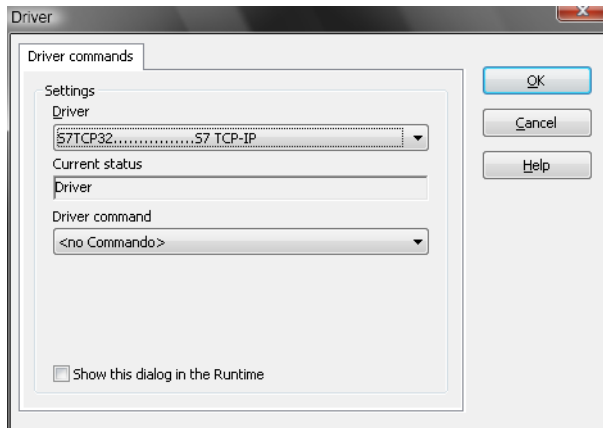 Driver
Driver commands
Settings
Driver
S7TCP32................S7 TCP-IP
Current status
Driver
Driver command
<no Commando>
Show this dialog in the Runtime
OK
Cancel
Help